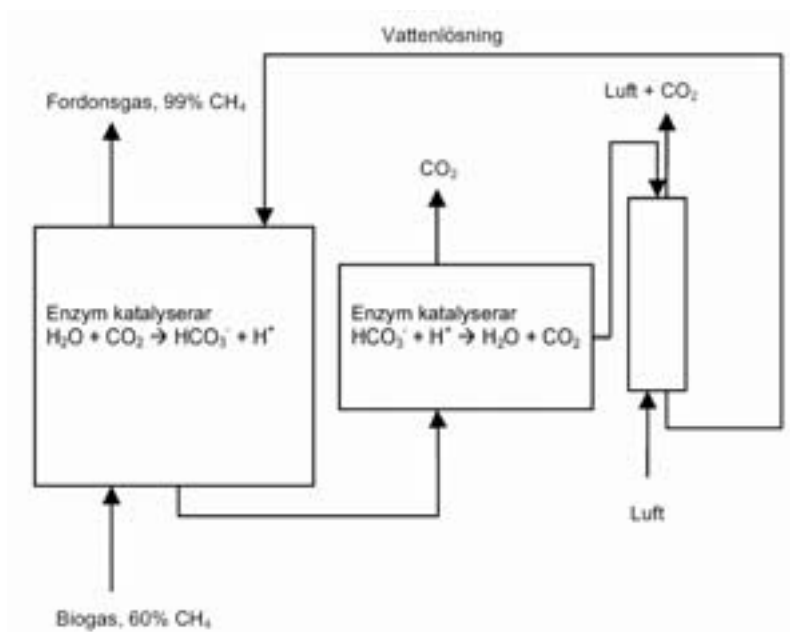 Vattenlösning
Fordonsgas, 99% CH₄
Luft + CO₂
CO₂
Enzym katalyserar
H₂O + CO₂ → HCO₃⁻ + H⁺
Enzym katalyserar
HCO₃⁻ + H⁺ → H₂O + CO₂
Luft
Biogas, 60% CH₄